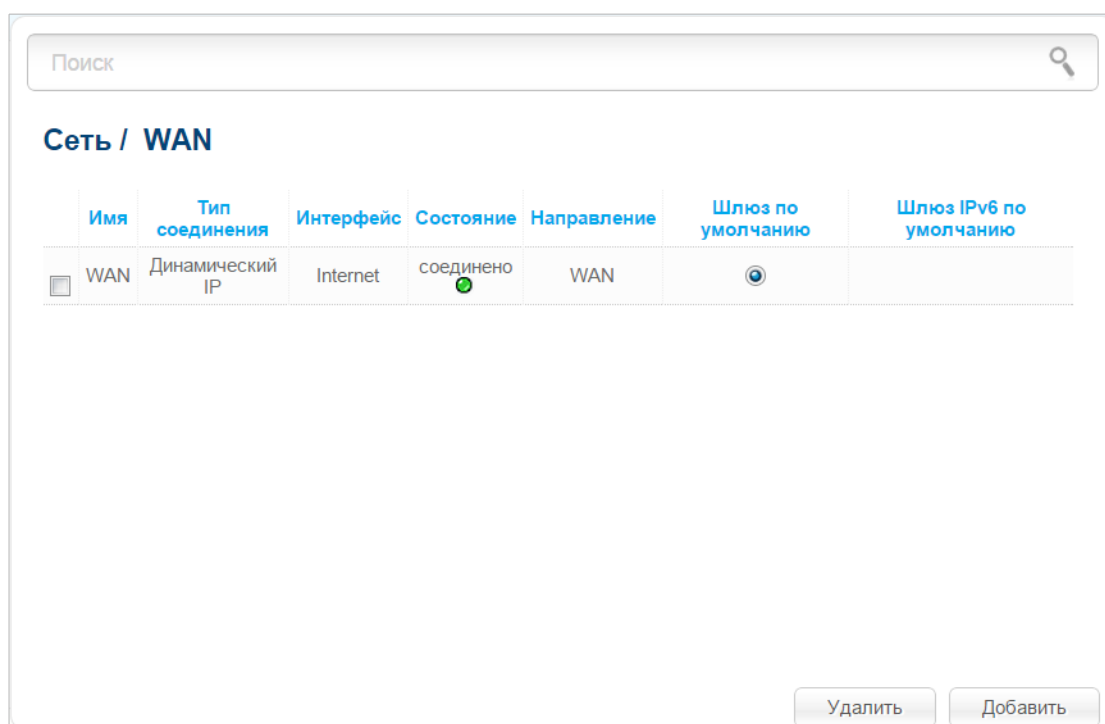 Поиск
Сеть / WAN
Имя Тип соединения Интерфейс Состояние Направление Шлюз по умолчанию Шлюз IPv6 по умолчанию
WAN Динамический IP Internet соединено WAN
Удалить Добавить